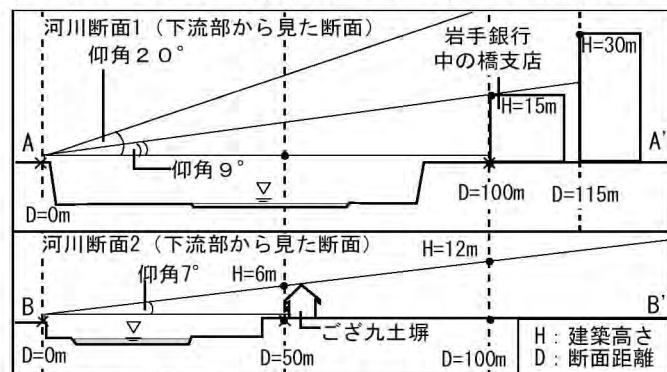 河川断面1（下流部から見た断面）
仰角20°
仰角9°
岩手銀行
中の橋支店
H=15m
H=30m
A
A'
▽
D=0m
D=100m
D=115m
河川断面2（下流部から見た断面）
仰角7°
H=6m
H=12m
B
B'
▽
ござ九土塀
D=0m
D=50m
D=100m
H：建築高さ
D：断面距離